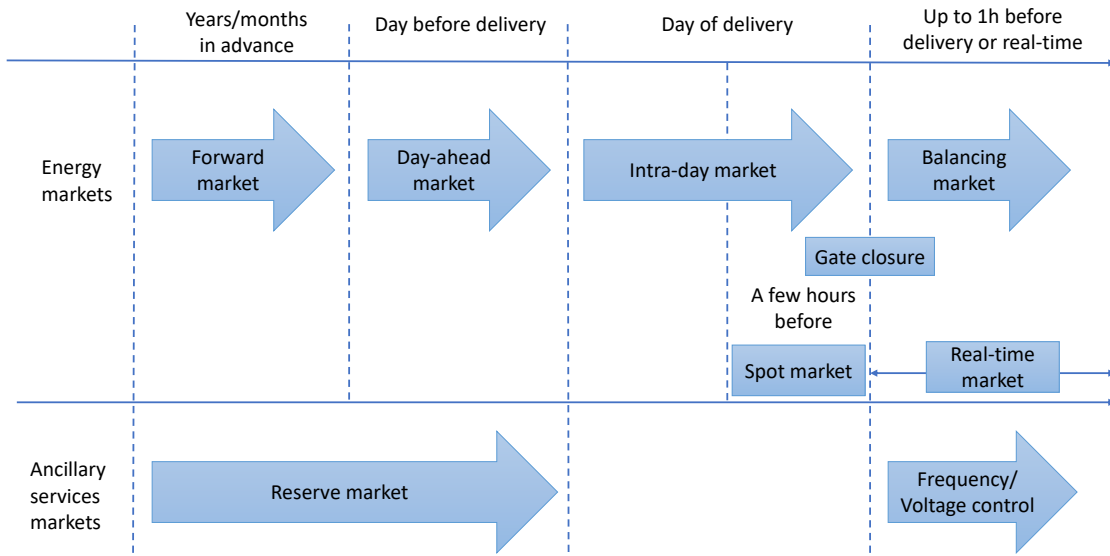 Years/months
in advance
Day before delivery
Day of delivery
Up to 1h before
delivery or real-time
Energy
markets
Forward
market
Day-ahead
market
Intra-day market
Balancing
market
Gate closure
A few hours
before
Spot market
Real-time
market
Ancillary
services
markets
Reserve market
Frequency/
Voltage control